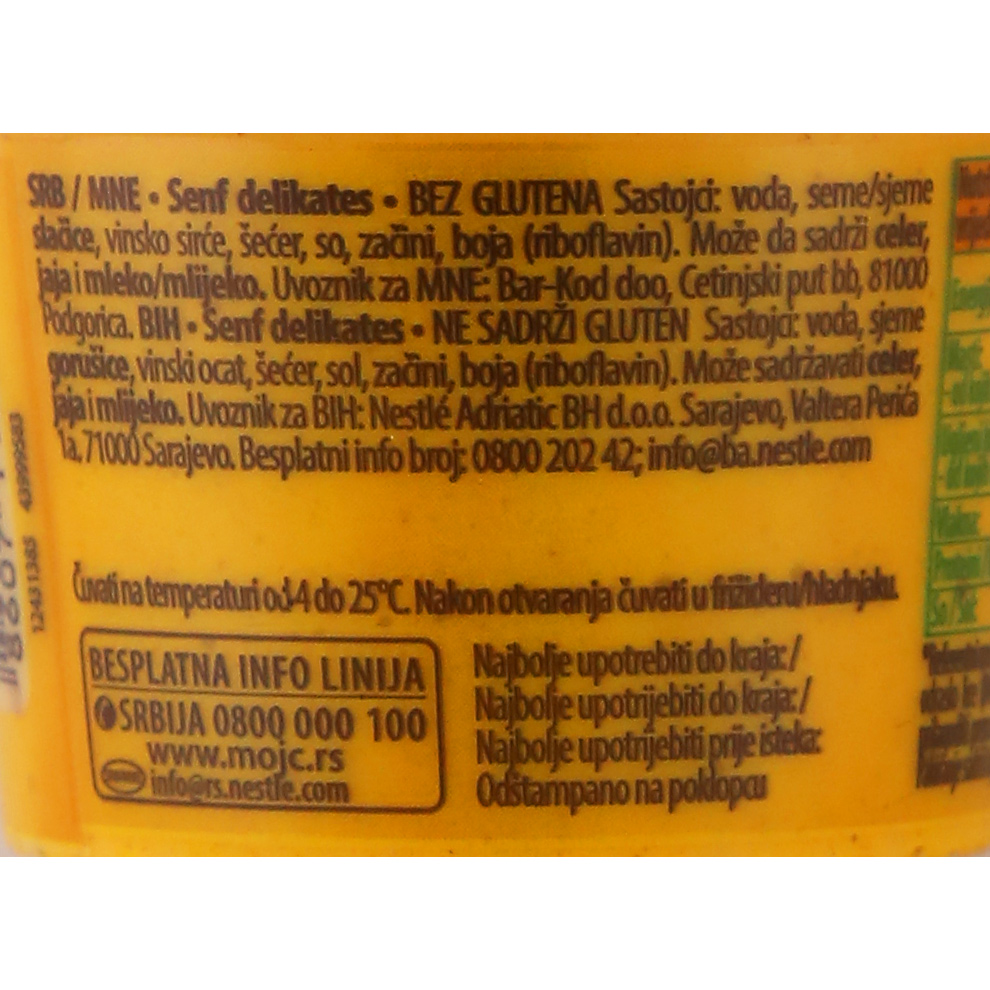 SRB / MNE • Senf delikates • BEZ GLUTENA Sastojci: voda, seme/sjeme
slačice, vinsko sirće, šećer, so, začini, boja (riboflavin). Može da sadrži celer,
jaja i mleko/mlijeko. Uvoznik za MNE: Bar-Kod doo, Cetinjski put bb, 81000
Podgorica. BIH • Senf delikates • NE SADRŽI GLUTEN Sastojci: voda, sjeme
gorušice, vinski ocat, šećer, sol, začini, boja (riboflavin). Može sadržavati celer,
jaja i mlijeko. Uvoznik za BIH: Nestlé Adriatic BH d.o.o. Sarajevo, Valtera Perića
1a, 71000 Sarajevo. Besplatni info broj: 0800 202 42; info@ba.nestle.com
12431385 43999583
Čuvati na temperaturi od 4 do 25°C. Nakon otvaranja čuvati u frižideru/hladnjaku.
BESPLATNA INFO LINIJA
SRBIJA 0800 000 100
www.mojc.rs
info@rs.nestle.com
Najbolje upotrebiti do kraja: /
Najbolje upotrijebiti do kraja: /
Najbolje upotrijebiti prije isteka:
Odštampano na poklopcu
So / Sol